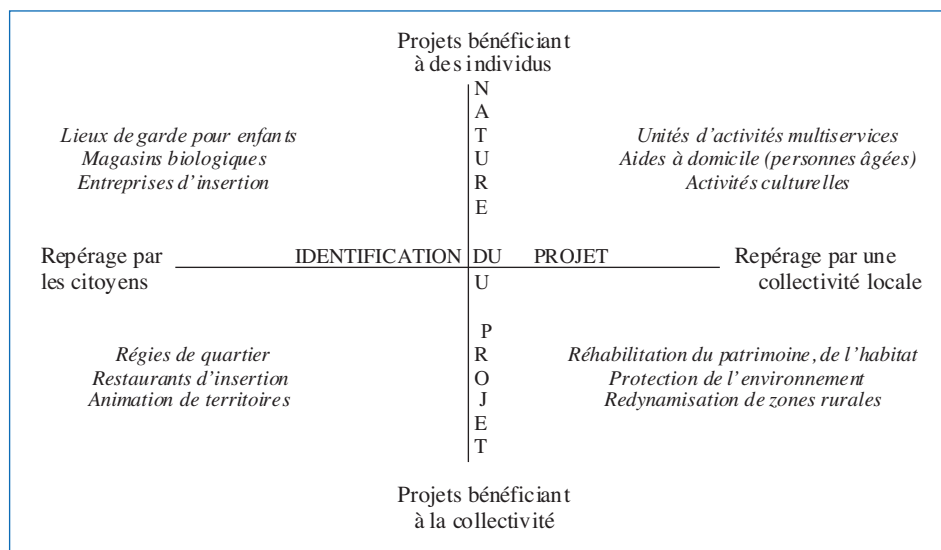 Projets bénéficiant
à des individus
NATURE DU PROJET
Lieux de garde pour enfants
Magasins biologiques
Entreprises d'insertion
Unités d'activités multiservices
Aides à domicile (personnes âgées)
Activités culturelles
Repérage par
les citoyens
IDENTIFICATION DU PROJET
Repérage par une
collectivité locale
Régies de quartier
Restaurants d'insertion
Animation de territoires
Réhabilitation du patrimoine, de l'habitat
Protection de l'environnement
Redynamisation de zones rurales
Projets bénéficiant
à la collectivité